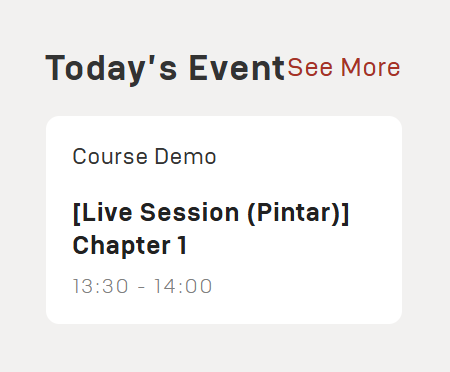 Today's Event See More
Course Demo
[Live Session (Pintar)]
Chapter 1
13:30 - 14:00